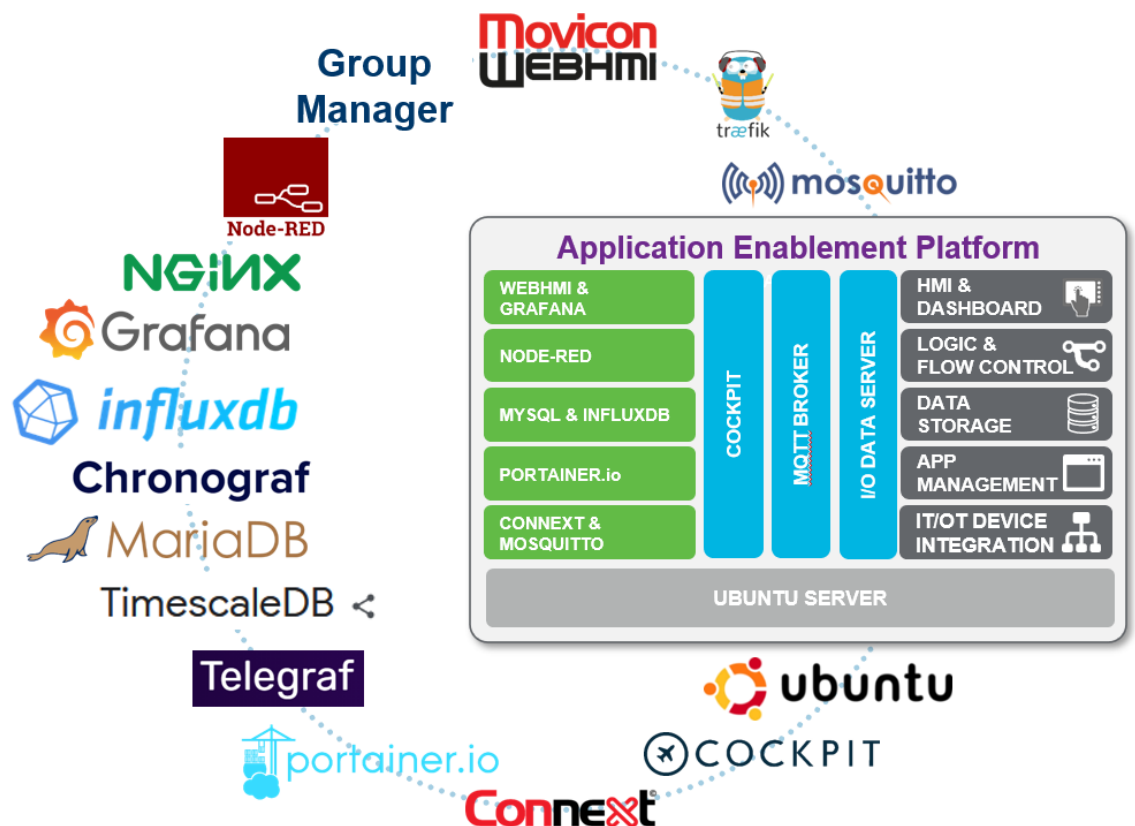 Movicon
WEBHMI
Group
Manager
træfik
mosquitto
Node-RED
NGiNX
Grafana
influxdb
Chronograf
MariaDB
TimescaleDB
Telegraf
portainer.io
Connext
©
COCKPIT
ubuntu
Application Enablement Platform
WEBHMI &
GRAFANA
NODE-RED
MYSQL & INFLUXDB
PORTAINER.io
CONNEXT &
MOSQUITTO
COCKPIT
MQTT BROKER
I/O DATA SERVER
HMI &
DASHBOARD
LOGIC &
FLOW CONTROL
DATA
STORAGE
APP
MANAGEMENT
IT/OT DEVICE
INTEGRATION
UBUNTU SERVER